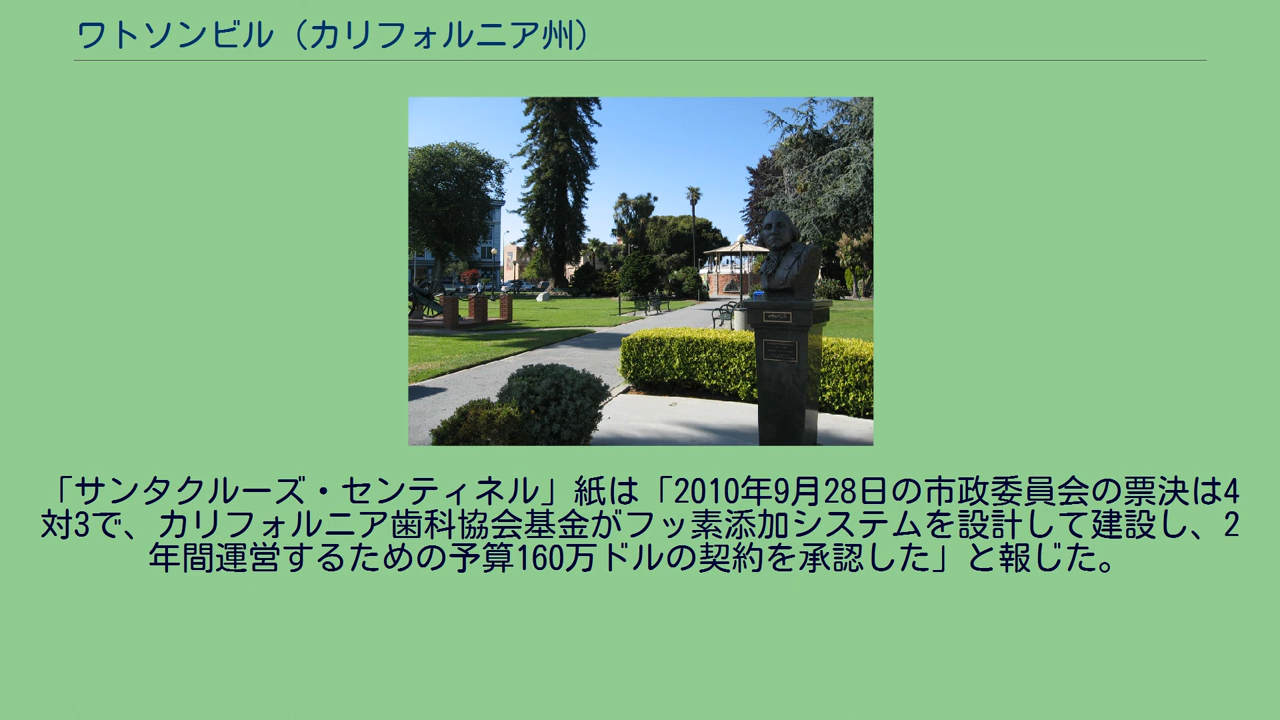 ワトソンビル（カリフォルニア州）
「サンタクルーズ・センティネル」紙は「2010年9月28日の市政委員会の票決は4
対3で、カリフォルニア歯科協会基金がフッ素添加システムを設計して建設し、2
年間運営するための予算160万ドルの契約を承認した」と報じた。